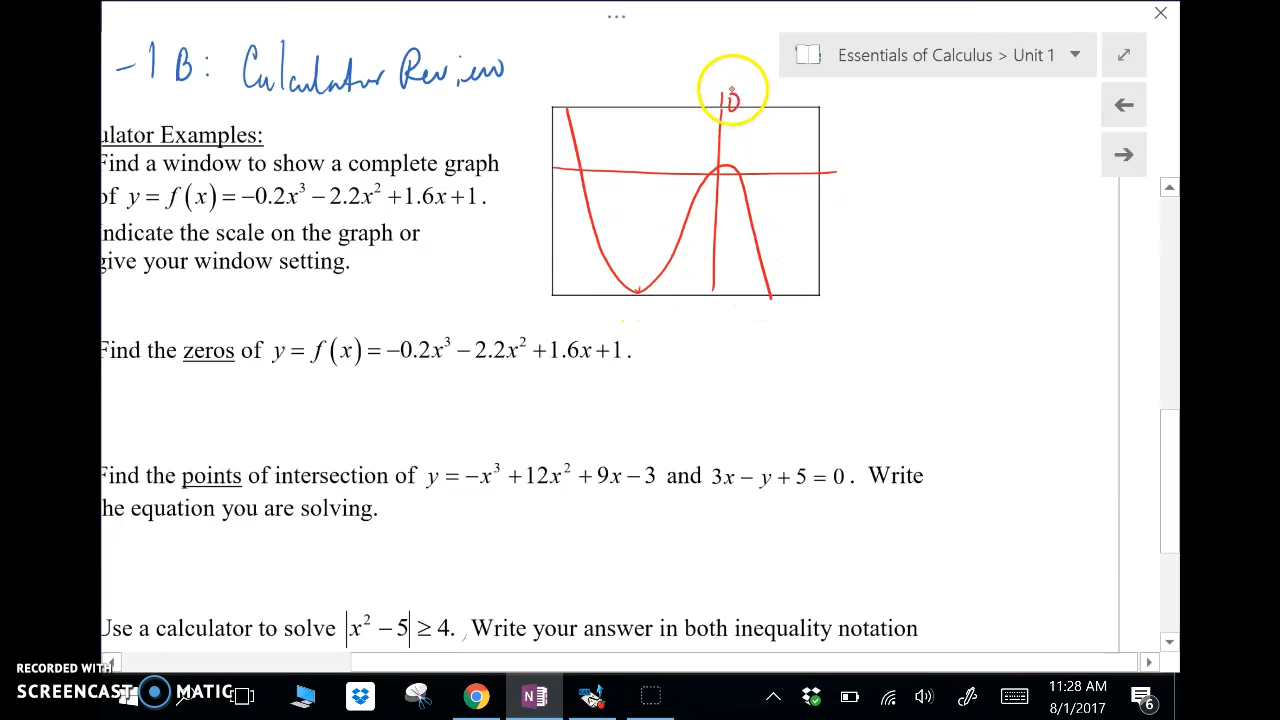 ...
Essentials of Calculus > Unit 1
-1 B: Calculator Review
10
ulator Examples:
Find a window to show a complete graph
of y = f(x) = −0.2x³ − 2.2x² + 1.6x + 1.
Indicate the scale on the graph or
give your window setting.
Find the zeros of y = f(x) = −0.2x³ − 2.2x² + 1.6x + 1.
Find the points of intersection of y = −x³ + 12x² + 9x − 3 and 3x − y + 5 = 0. Write
he equation you are solving.
Use a calculator to solve |x² − 5| ≥ 4. Write your answer in both inequality notation
RECORDED WITH
SCREENCAST MATIC
11:28 AM
8/1/2017
6